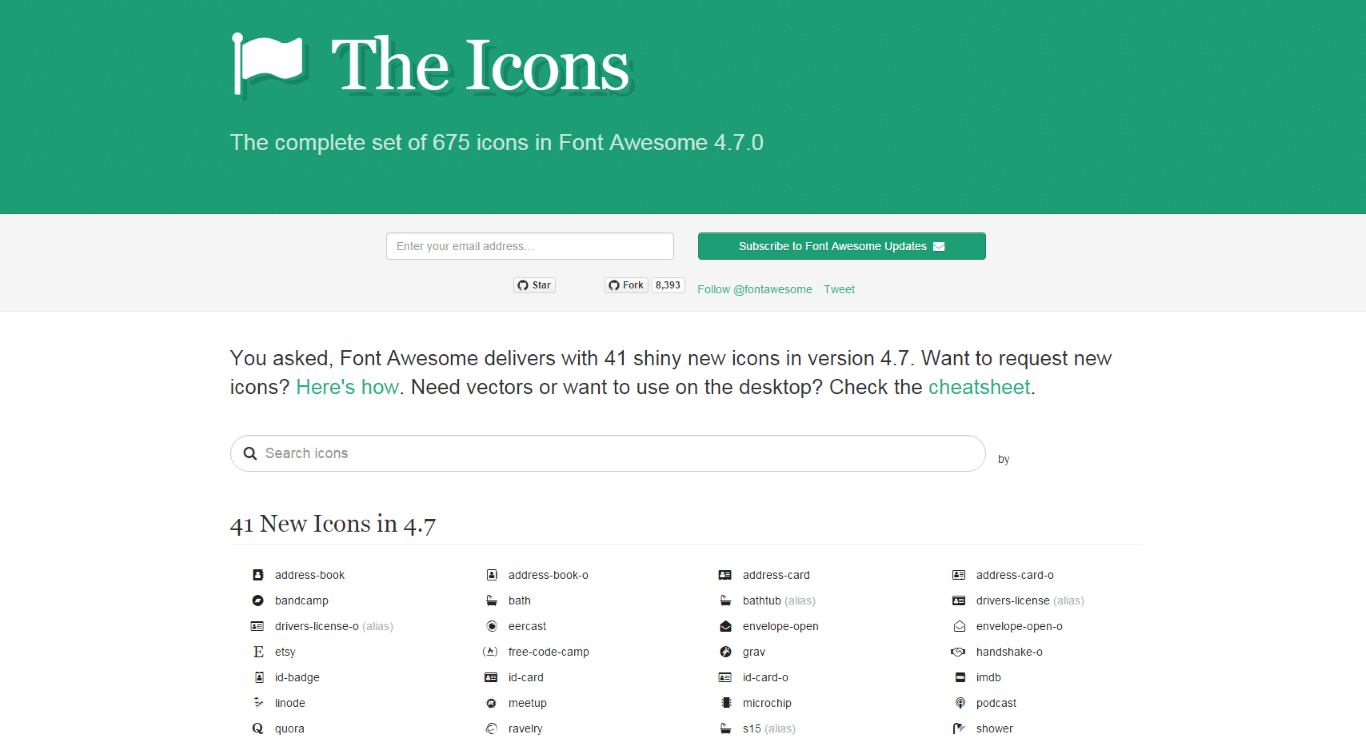 The Icons
The complete set of 675 icons in Font Awesome 4.7.0
Enter your email address...
Subscribe to Font Awesome Updates
Star
Fork 8,393
Follow @fontawesome Tweet
You asked, Font Awesome delivers with 41 shiny new icons in version 4.7. Want to request new
icons? Here's how. Need vectors or want to use on the desktop? Check the cheatsheet.
Search icons
by
41 New Icons in 4.7
address-book address-book-o address-card address-card-o
bandcamp bath bathtub (alias) drivers-license (alias)
drivers-license-o (alias) eercast envelope-open envelope-open-o
etsy free-code-camp grav handshake-o
id-badge id-card id-card-o imdb
linode meetup microchip podcast
quora ravelry s15 (alias) shower